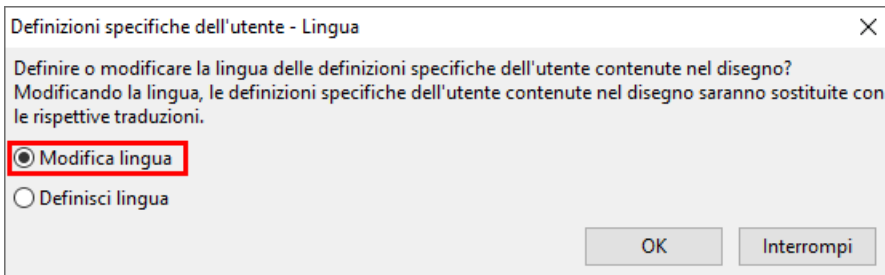 Definizioni specifiche dell'utente - Lingua
Definire o modificare la lingua delle definizioni specifiche dell'utente contenute nel disegno?
Modificando la lingua, le definizioni specifiche dell'utente contenute nel disegno saranno sostituite con
le rispettive traduzioni.
Modifica lingua
Definisci lingua
OK Interrompi